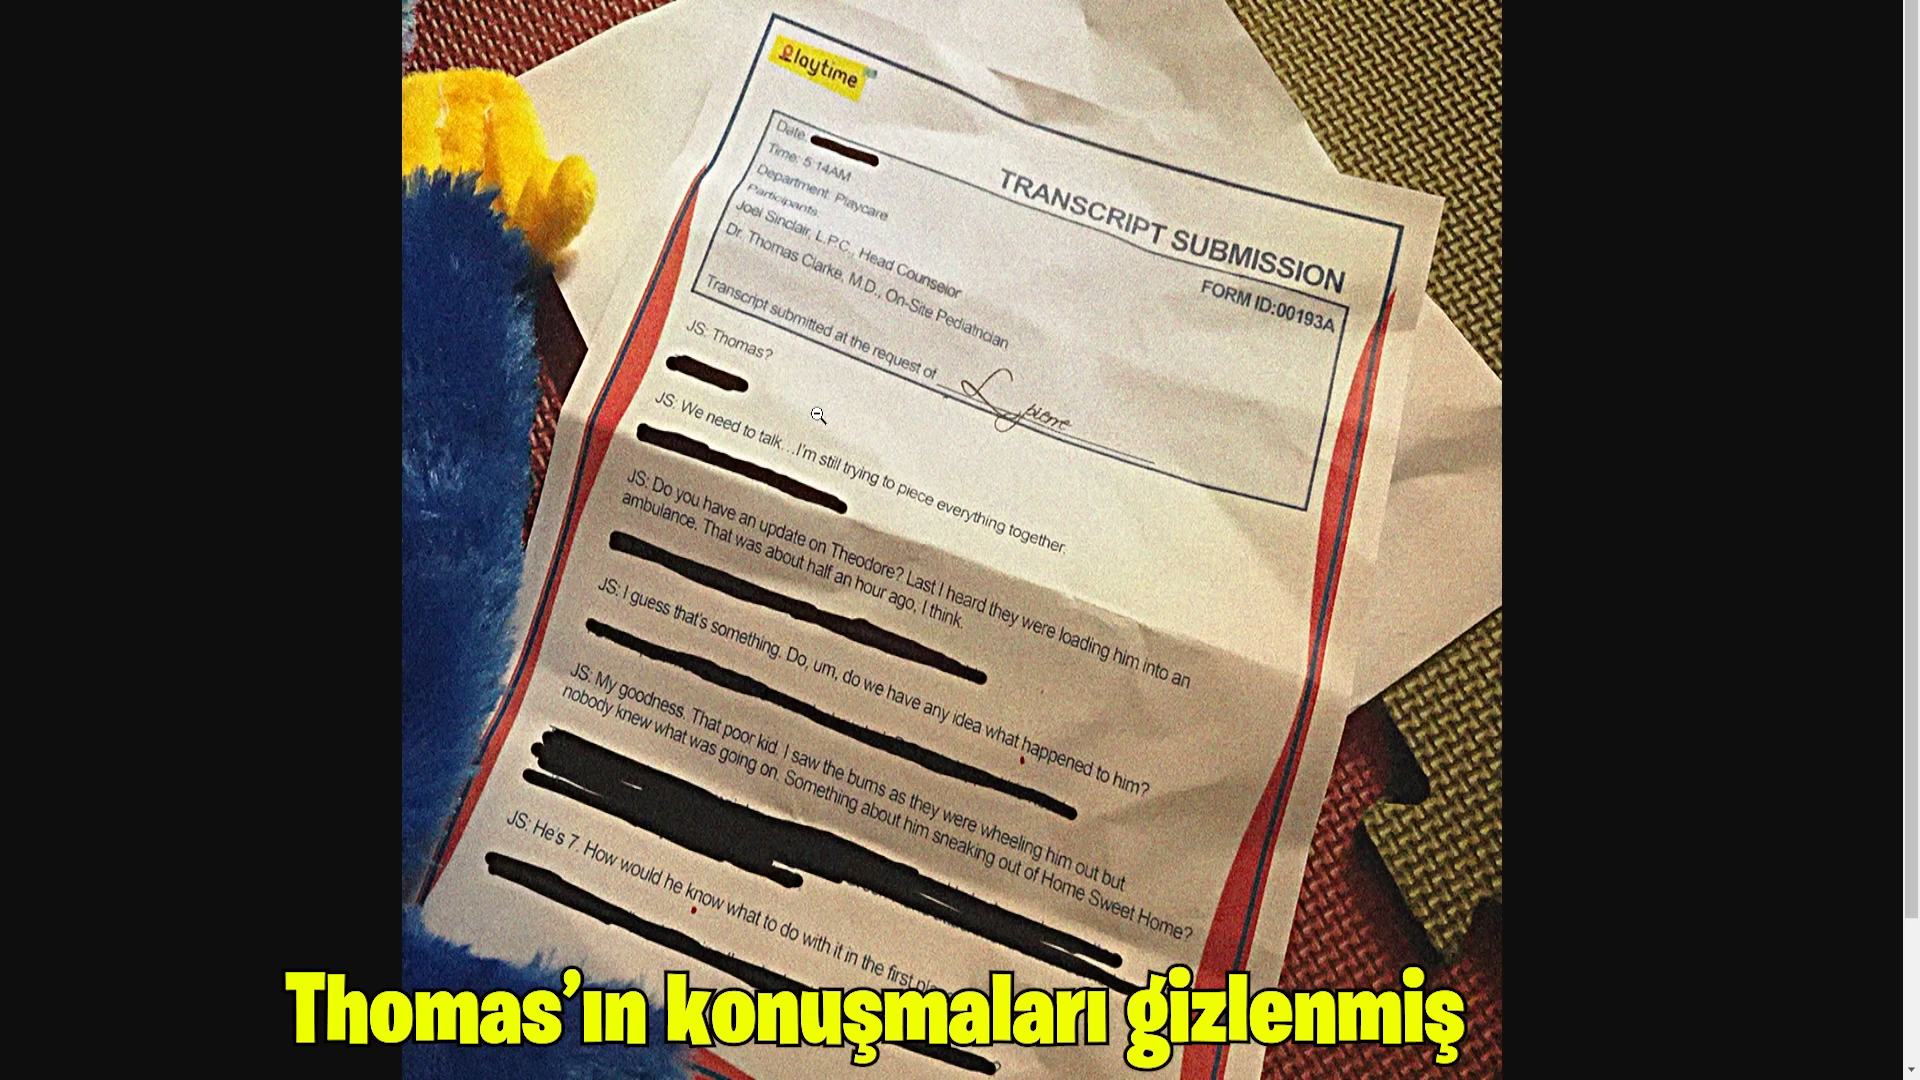 Playtime
Date:
Time: 5:14AM
Department: Playcare
Participants:
Joel Sinclair, L.P.C., Head Counselor
Dr. Thomas Clarke, M.D., On-Site Pediatrician
TRANSCRIPT SUBMISSION
FORM ID:00193A
Transcript submitted at the request of L pierre
JS: Thomas?
JS: We need to talk…I'm still trying to piece everything together.
JS: Do you have an update on Theodore? Last I heard they were loading him into an
ambulance. That was about half an hour ago, I think.
JS: I guess that's something. Do, um, do we have any idea what happened to him?
JS: My goodness. That poor kid. I saw the burns as they were wheeling him out but
nobody knew what was going on. Something about him sneaking out of Home Sweet Home?
JS: He's 7. How would he know what to do with it in the first
Thomas'ın konuşmaları gizlenmiş